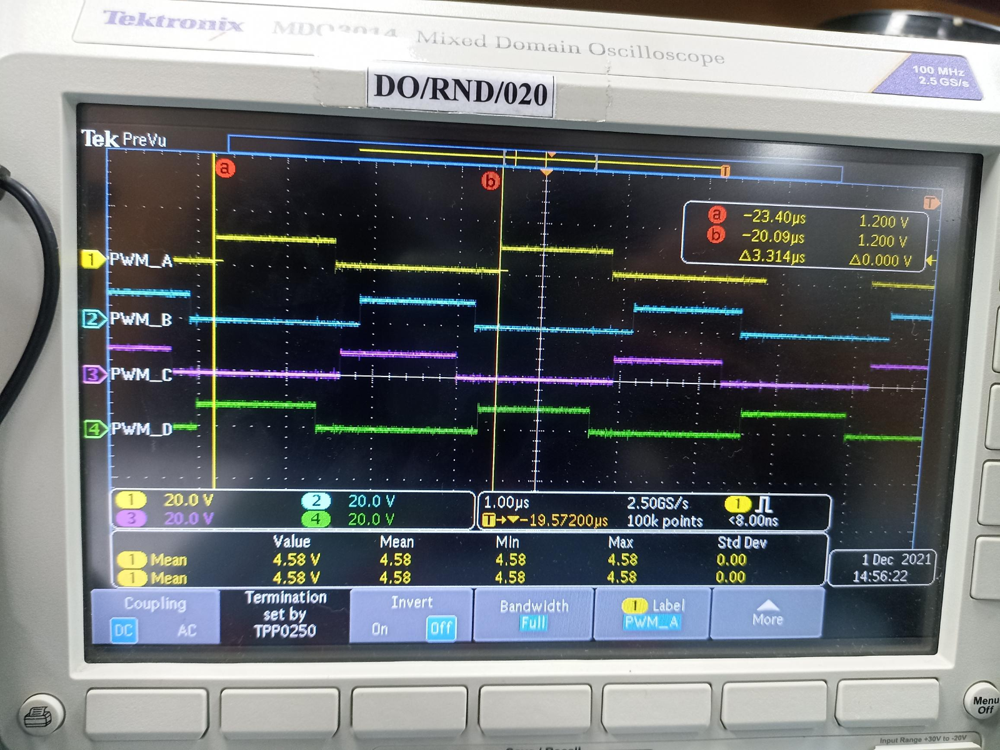 Tektronix MDO3014 Mixed Domain Oscilloscope
100 MHz
2.5 GS/s
DO/RND/020
Tek PreVu
a
b
T
T
a -23.40µs 1.200 V
b -20.09µs 1.200 V
Δ3.314µs Δ0.000 V
1 PWM_A
2 PWM_B
3 PWM_C
4 PWM_D
1 20.0 V 2 20.0 V
3 20.0 V 4 20.0 V
1.00µs 2.50GS/s 1
T→▼-19.57200µs 100k points <8.00ns
Value Mean Min Max Std Dev
1 Mean 4.58 V 4.58 4.58 4.58 0.00
1 Mean 4.58 V 4.58 4.58 4.58 0.00
1 Dec 2021
14:56:22
Coupling
DC AC
Termination
set by
TPP0250
Invert
On Off
Bandwidth
Full
1 Label
PWM_A
More
Menu
Off
Input Range +30V to -20V
Save / Recall